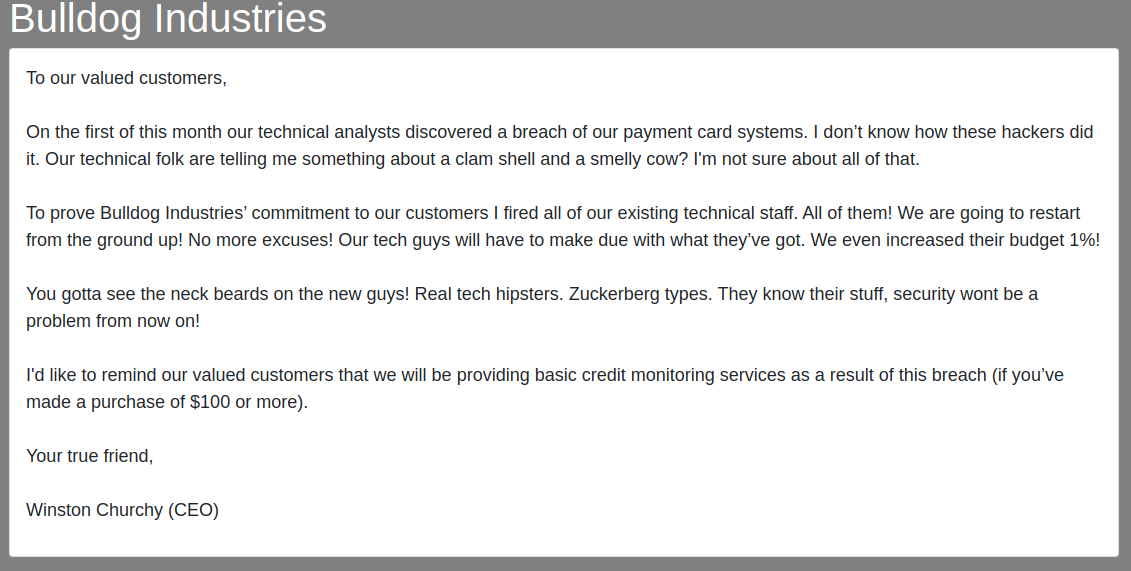 Bulldog Industries
To our valued customers,
On the first of this month our technical analysts discovered a breach of our payment card systems. I don’t know how these hackers did
it. Our technical folk are telling me something about a clam shell and a smelly cow? I'm not sure about all of that.
To prove Bulldog Industries’ commitment to our customers I fired all of our existing technical staff. All of them! We are going to restart
from the ground up! No more excuses! Our tech guys will have to make due with what they’ve got. We even increased their budget 1%!
You gotta see the neck beards on the new guys! Real tech hipsters. Zuckerberg types. They know their stuff, security wont be a
problem from now on!
I'd like to remind our valued customers that we will be providing basic credit monitoring services as a result of this breach (if you’ve
made a purchase of $100 or more).
Your true friend,
Winston Churchy (CEO)